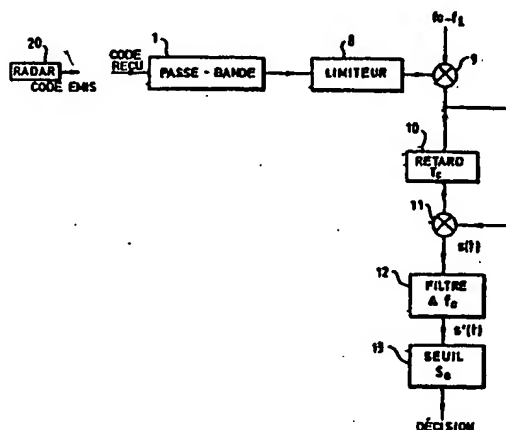 20
RADAR
CODE EMIS
CODE
REÇU
1
PASSE - BANDE
8
LIMITEUR
9
10
RETARD
11
s(t)
12
FILTRE
s'(t)
13
SEUIL
DÉCISION